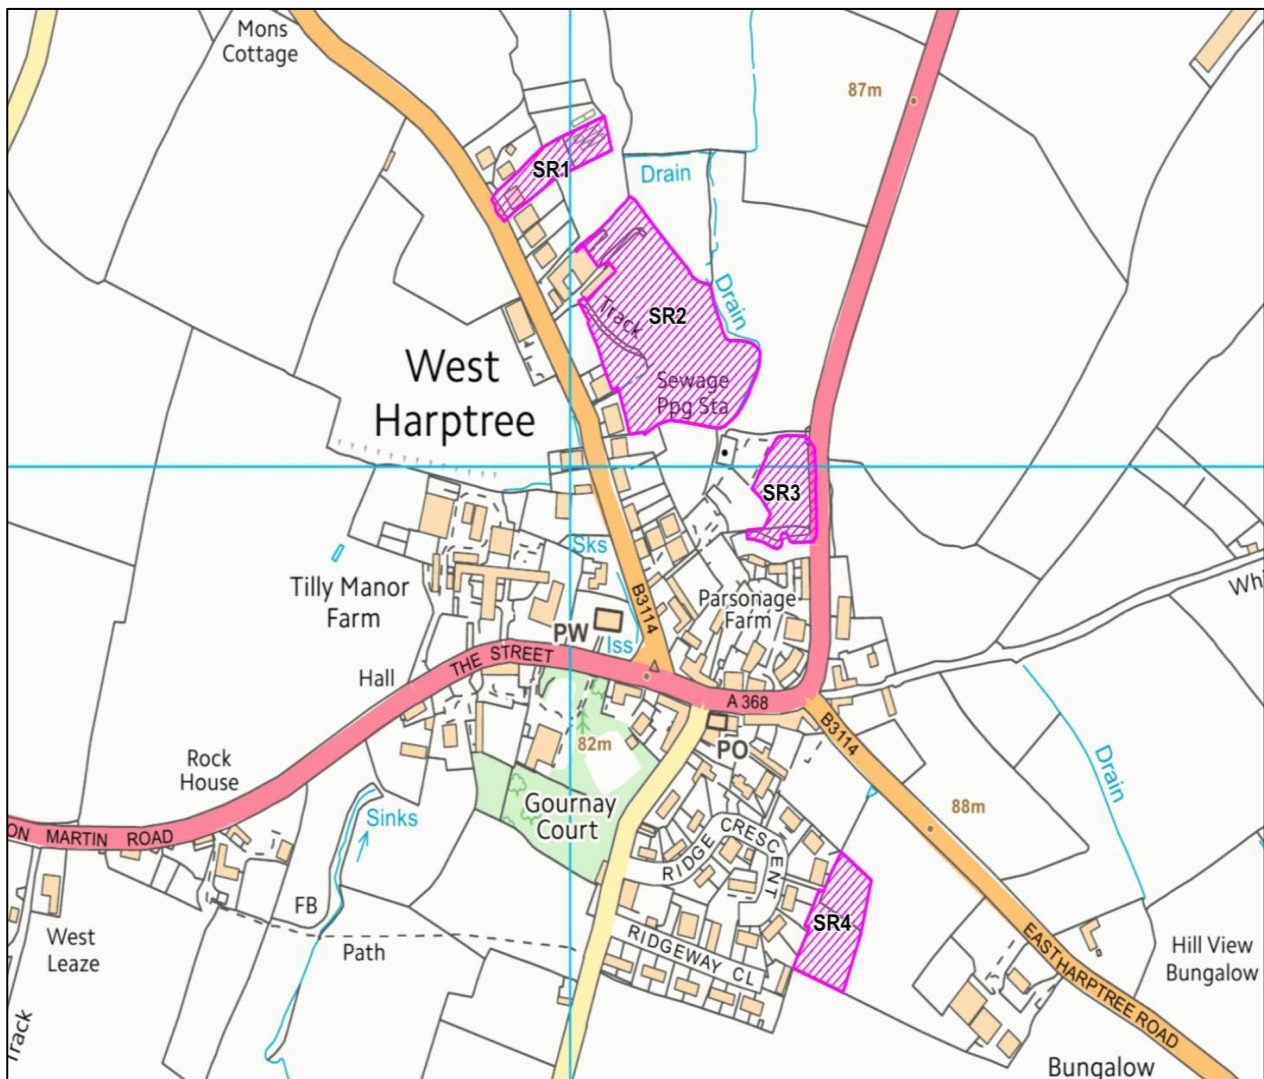 Mons
Cottage
87m
SR1
Drain
Drain
SR2
Track
West
Harptree
Sewage
Ppg Sta
SR3
Sks
Tilly Manor
Farm
B3114
Parsonage
Farm
Whi
PW
Iss
THE STREET
Hall
A 368
B3114
PO
82m
Rock
House
Drain
Gournay
Court
88m
Sinks
ON MARTIN ROAD
RIDGE CRESCENT
SR4
FB
RIDGEWAY CL
EAST HARPTREE ROAD
West
Leaze
Path
Hill View
Bungalow
Track
Bungalow